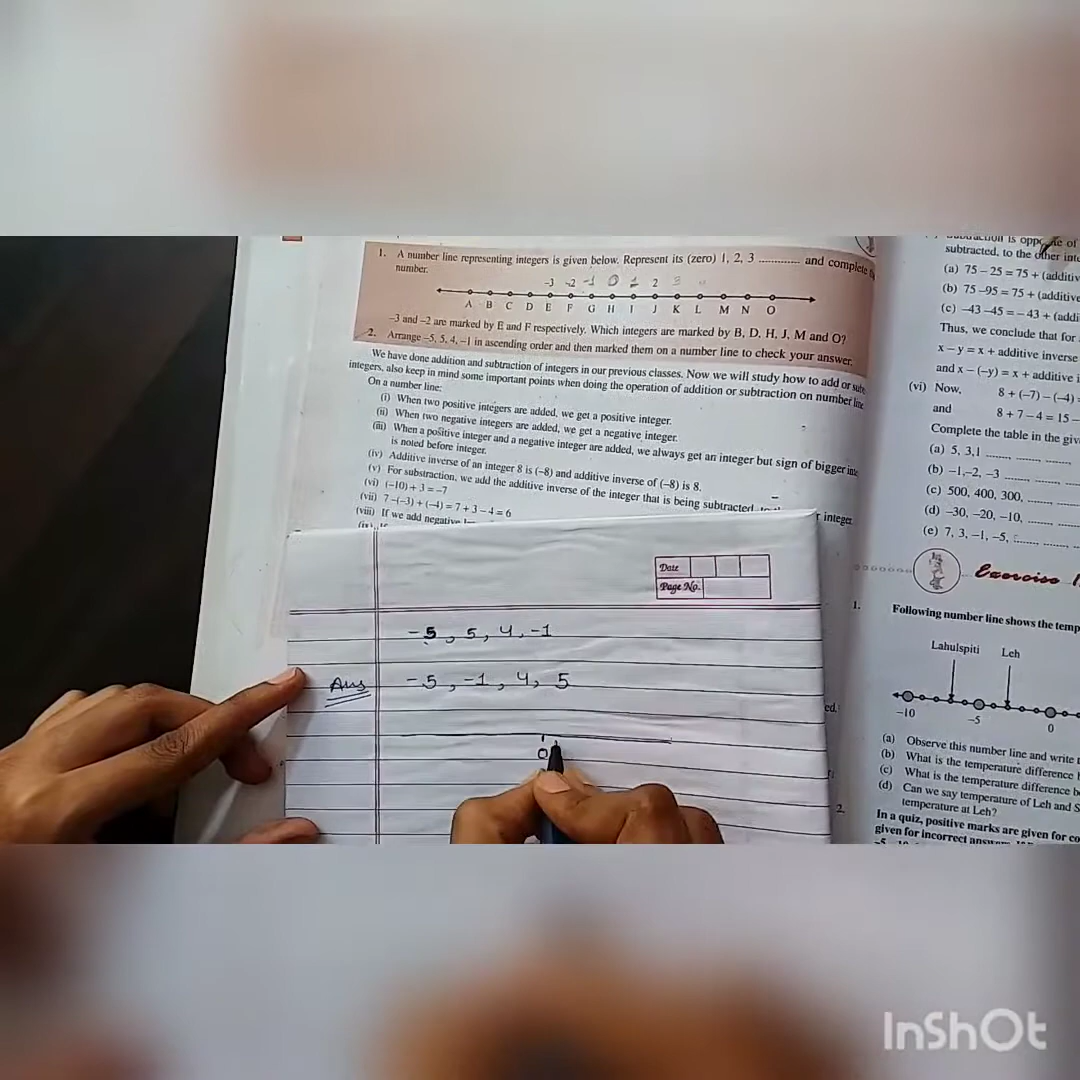 1. A number line representing integers is given below. Represent its (zero) 1, 2, 3 ............. and complete
number.
-3 -2 -1 0 1 2 3
A B C D E F G H I J K L M N O
-3 and -2 are marked by E and F respectively. Which integers are marked by B, D, H, J, M and O?
2. Arrange -5, 5, 4, -1 in ascending order and then marked them on a number line to check your answer.
We have done addition and subtraction of integers in our previous classes. Now we will study how to add or
integers, also keep in mind some important points when doing the operation of addition or subtraction on number line
On a number line:
(i) When two positive integers are added, we get a positive integer.
(ii) When two negative integers are added, we get a negative integer.
(iii) When a positive integer and a negative integer are added, we always get an integer but sign of bigger
is noted before integer.
(iv) Additive inverse of an integer 8 is (-8) and additive inverse of (-8) is 8.
(v) For substraction, we add the additive inverse of the integer that is being subtracted
integer
(vi) (-10) + 3 = -7
(vii) 7-(-3) + (-4) = 7 + 3 - 4 = 6
(viii) If we add negative
Date
Page No.
-5, 5, 4, -1
Ans -5, -1, 4, 5
0
is of
subtracted, to the other
(a) 75 - 25 = 75 +
(b) 75 -95 = 75 +
(c) -43 -45 = - 43 +
Thus, we conclude that for
x - y = x + additive inverse
and x - (-y) = x + additive
(vi) Now, 8 + (-7) - (-4)
and 8 + 7 - 4 = 15 -
Complete the table in the
(a) 5, 3,1 ....... ....... .......
(b) -1,-2, -3 ....... ....... .......
(c) 500, 400, 300, .......
(d) -30, -20, -10, ....... .......
(e) 7, 3, -1, -5, ....... ....... .......
Exercise
1. Following number line shows the
Lahulspiti Leh
-10 -5 0
(a) Observe this number line and write
(b) What is the temperature difference
(c) What is the temperature difference
(d) Can we say temperature of Leh and
temperature at Leh?
2. In a quiz, positive marks are given for
given for incorrect
InShOt